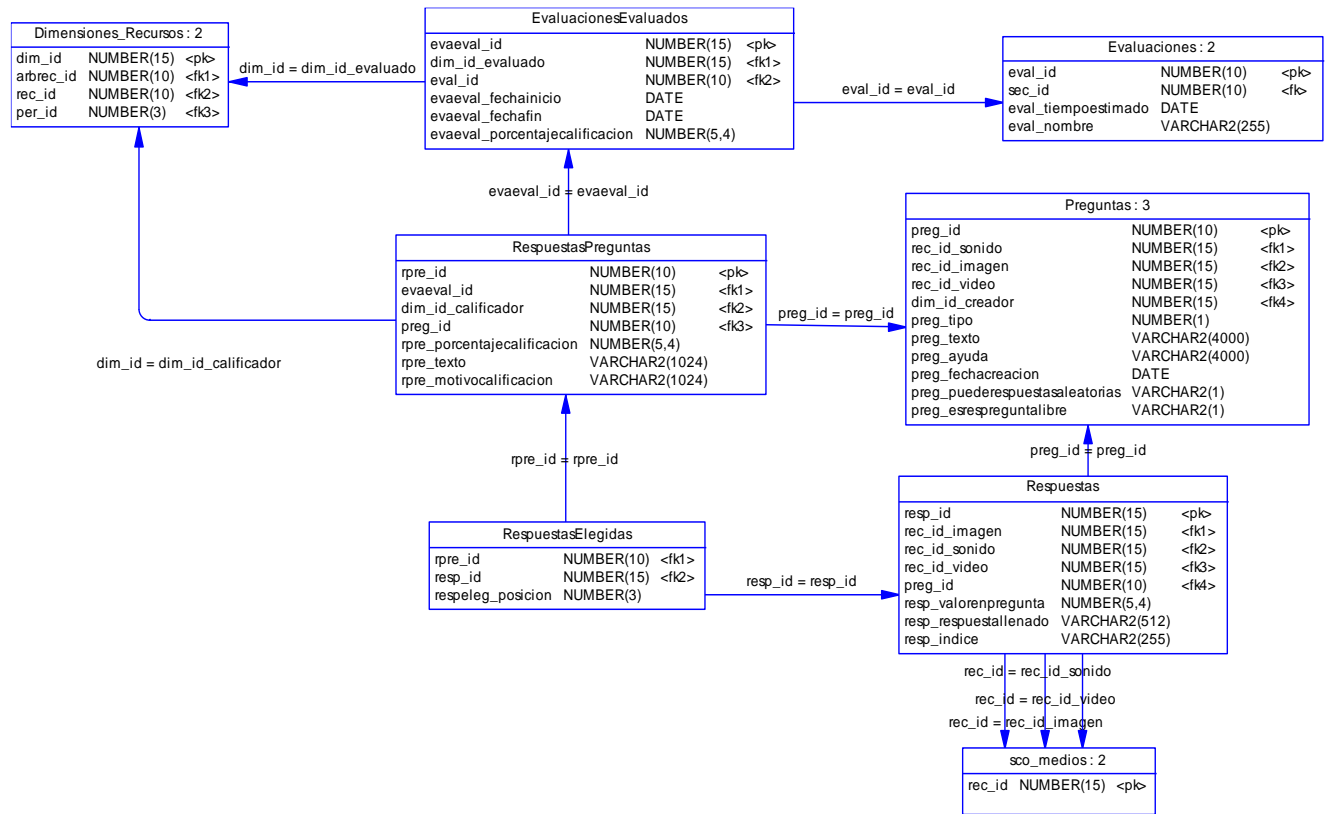 Dimensiones_Recursos : 2
dim_id NUMBER(15) <pk>
arbrec_id NUMBER(10) <fk1>
rec_id NUMBER(10) <fk2>
per_id NUMBER(3) <fk3>
dim_id = dim_id_evaluado
EvaluacionesEvaluados
evaeval_id NUMBER(15) <pk>
dim_id_evaluado NUMBER(15) <fk1>
eval_id NUMBER(10) <fk2>
evaeval_fechainicio DATE
evaeval_fechafin DATE
evaeval_porcentajecalificacion NUMBER(5,4)
eval_id = eval_id
Evaluaciones : 2
eval_id NUMBER(10) <pk>
sec_id NUMBER(10) <fk>
eval_tiempoestimado DATE
eval_nombre VARCHAR2(255)
evaeval_id = evaeval_id
RespuestasPreguntas
rpre_id NUMBER(10) <pk>
evaeval_id NUMBER(15) <fk1>
dim_id_calificador NUMBER(15) <fk2>
preg_id NUMBER(10) <fk3>
rpre_porcentajecalificacion NUMBER(5,4)
rpre_texto VARCHAR2(1024)
rpre_motivocalificacion VARCHAR2(1024)
dim_id = dim_id_calificador
preg_id = preg_id
Preguntas : 3
preg_id NUMBER(10) <pk>
rec_id_sonido NUMBER(15) <fk1>
rec_id_imagen NUMBER(15) <fk2>
rec_id_video NUMBER(15) <fk3>
dim_id_creador NUMBER(15) <fk4>
preg_tipo NUMBER(1)
preg_texto VARCHAR2(4000)
preg_ayuda VARCHAR2(4000)
preg_fechacreacion DATE
preg_puederespuestasaleatorias VARCHAR2(1)
preg_esrespreguntalibre VARCHAR2(1)
rpre_id = rpre_id
preg_id = preg_id
RespuestasElegidas
rpre_id NUMBER(10) <fk1>
resp_id NUMBER(15) <fk2>
respeleg_posicion NUMBER(3)
resp_id = resp_id
Respuestas
resp_id NUMBER(15) <pk>
rec_id_imagen NUMBER(15) <fk1>
rec_id_sonido NUMBER(15) <fk2>
rec_id_video NUMBER(15) <fk3>
preg_id NUMBER(10) <fk4>
resp_valorenpregunta NUMBER(5,4)
resp_respuestallenado VARCHAR2(512)
resp_indice VARCHAR2(255)
rec_id = rec_id_sonido
rec_id = rec_id_video
rec_id = rec_id_imagen
sco_medios : 2
rec_id NUMBER(15) <pk>